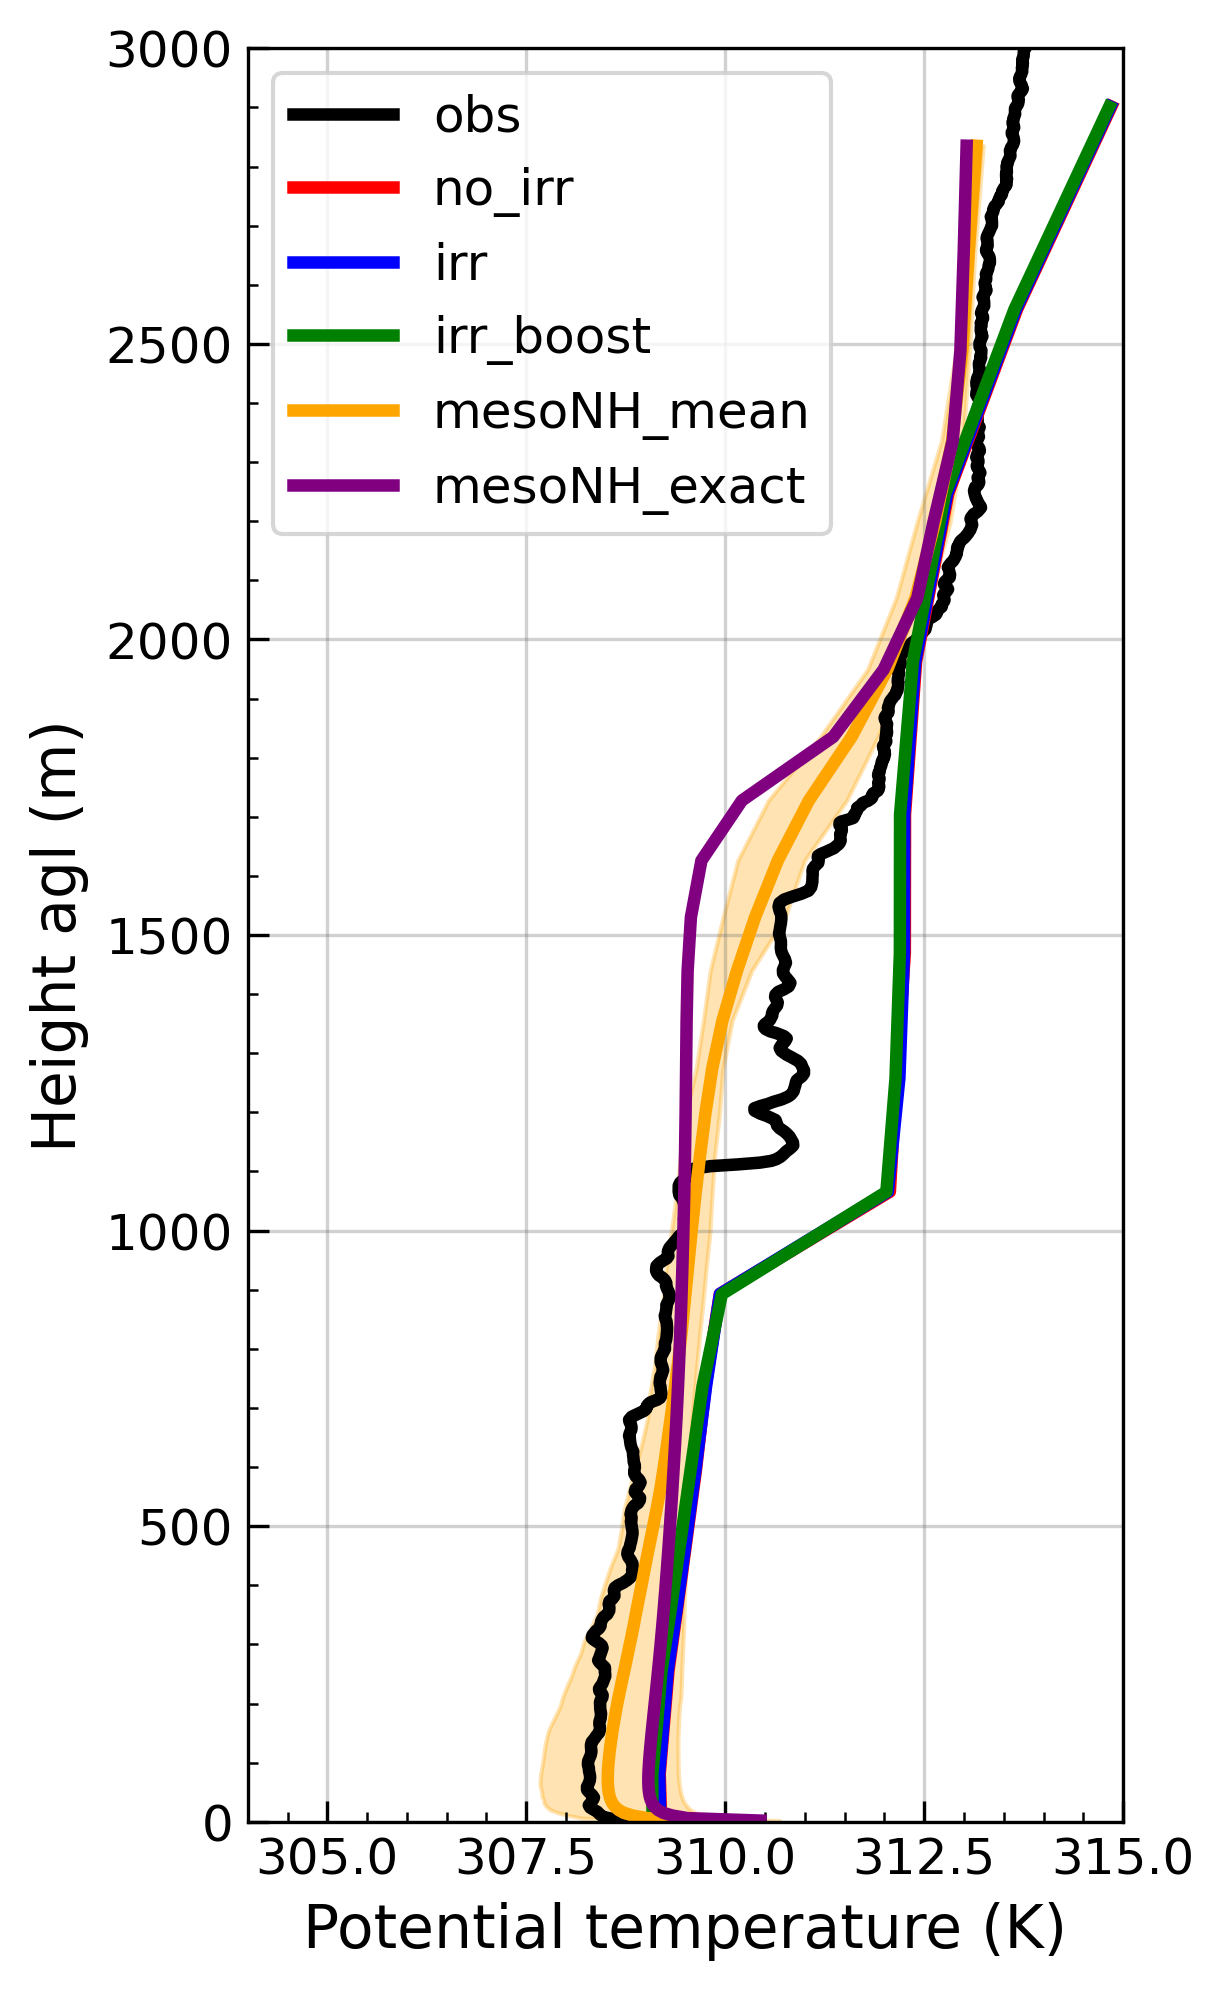 3000
2500
2000
1500
1000
500
0
Height agl (m)
obs
no_irr
irr
irr_boost
mesoNH_mean
mesoNH_exact
305.0 307.5 310.0 312.5 315.0
Potential temperature (K)